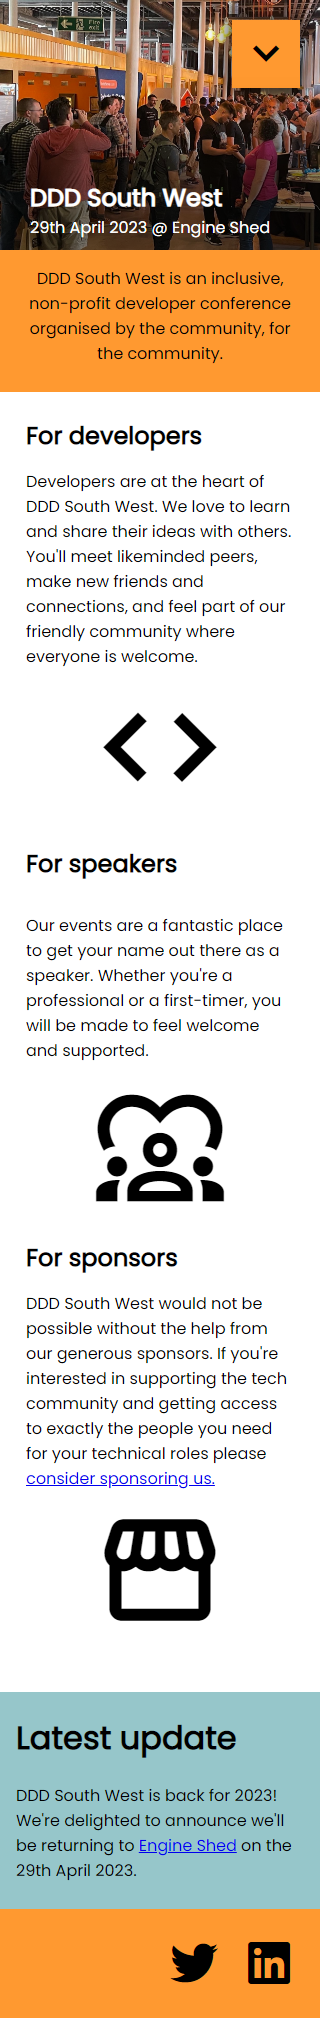 Fire
exit
DDD South West
29th April 2023 @ Engine Shed
DDD South West is an inclusive,
non-profit developer conference
organised by the community, for
the community.
For developers
Developers are at the heart of
DDD South West. We love to learn
and share their ideas with others.
You'll meet likeminded peers,
make new friends and
connections, and feel part of our
friendly community where
everyone is welcome.
For speakers
Our events are a fantastic place
to get your name out there as a
speaker. Whether you're a
professional or a first-timer, you
will be made to feel welcome
and supported.
For sponsors
DDD South West would not be
possible without the help from
our generous sponsors. If you're
interested in supporting the tech
community and getting access
to exactly the people you need
for your technical roles please
consider sponsoring us.
Latest update
DDD South West is back for 2023!
We're delighted to announce we'll
be returning to Engine Shed on the
29th April 2023.
in